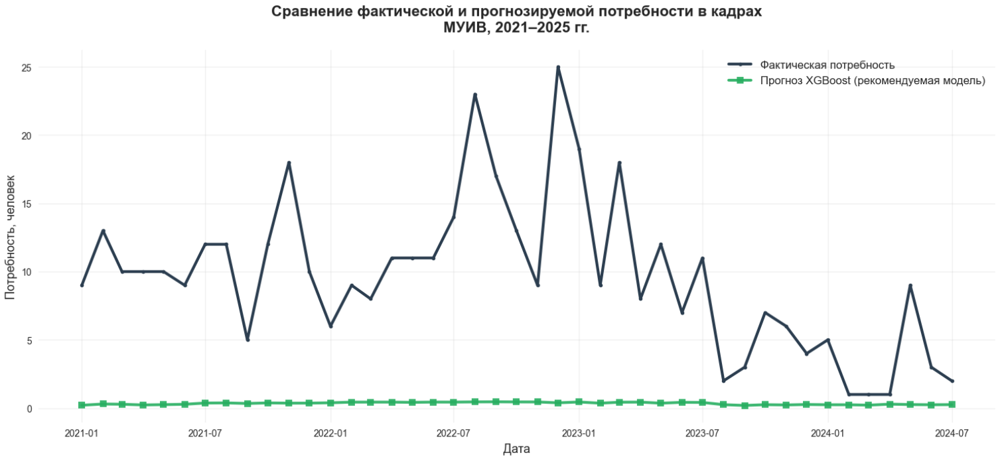 Сравнение фактической и прогнозируемой потребности в кадрах
МУИВ, 2021–2025 гг.
Фактическая потребность
Прогноз XGBoost (рекомендуемая модель)
Потребность, человек
25
20
15
10
5
0
2021-01
2021-07
2022-01
2022-07
2023-01
2023-07
2024-01
2024-07
Дата